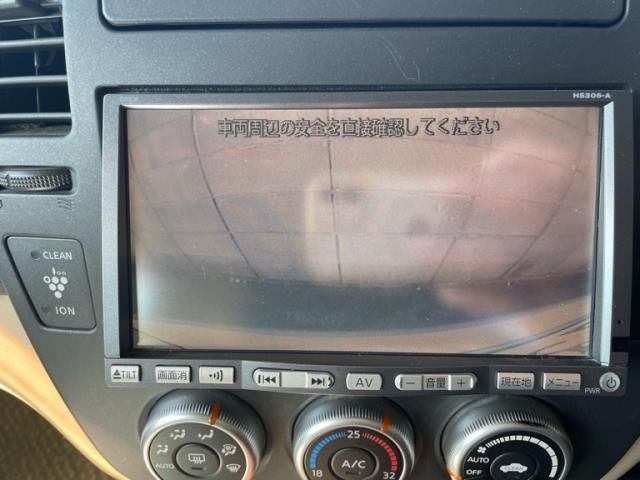 HS306-A
車両周辺の安全を直接確認してください
CLEAN
ion
ION
TILT 画面消 AV − 音量 + 現在地 メニュー
PWR
AUTO
25
18 A/C 32
AUTO
OFF